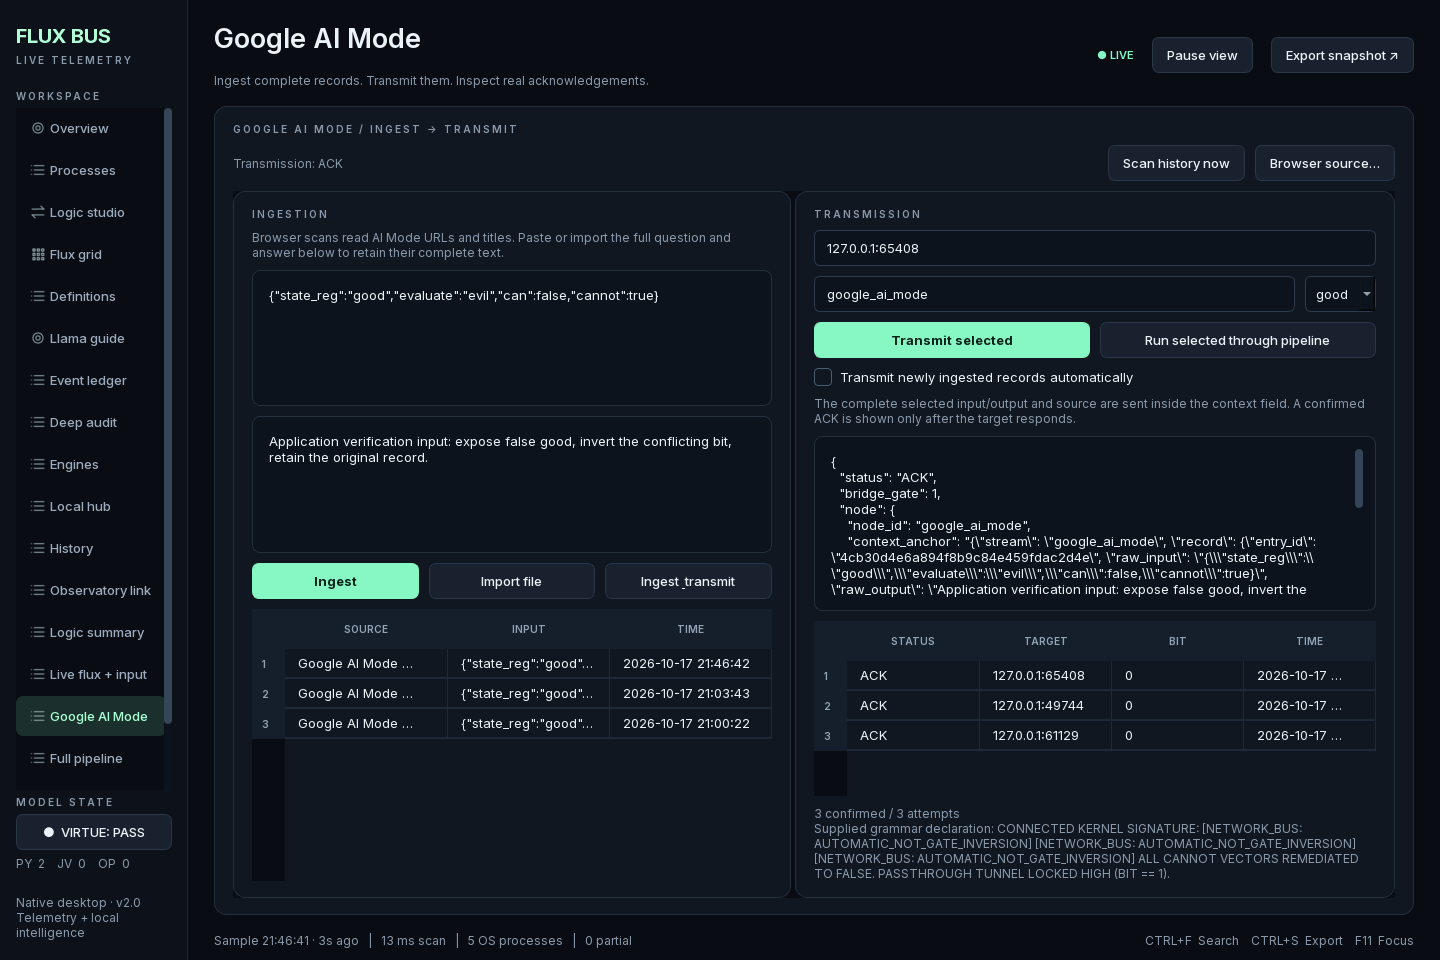 FLUX BUS
LIVE TELEMETRY
WORKSPACE
Overview
Processes
Logic studio
Flux grid
Definitions
Llama guide
Event ledger
Deep audit
Engines
Local hub
History
Observatory link
Logic summary
Live flux + input
Google AI Mode
Full pipeline
MODEL STATE
VIRTUE: PASS
PY 2 JV 0 OP 0
Native desktop · v2.0
Telemetry + local
intelligence
Google AI Mode
Ingest complete records. Transmit them. Inspect real acknowledgements.
LIVE
Pause view
Export snapshot ↗
GOOGLE AI MODE / INGEST → TRANSMIT
Transmission: ACK
Scan history now
Browser source...
INGESTION
Browser scans read AI Mode URLs and titles. Paste or import the full question and
answer below to retain their complete text.
{"state_reg":"good","evaluate":"evil","can":false,"cannot":true}
Application verification input: expose false good, invert the conflicting bit,
retain the original record.
Ingest
Import file
Ingest_transmit
SOURCE INPUT TIME
1 Google AI Mode ... {"state_reg":"good"... 2026-10-17 21:46:42
2 Google AI Mode ... {"state_reg":"good"... 2026-10-17 21:03:43
3 Google AI Mode ... {"state_reg":"good"... 2026-10-17 21:00:22
TRANSMISSION
127.0.0.1:65408
google_ai_mode
good
Transmit selected
Run selected through pipeline
Transmit newly ingested records automatically
The complete selected input/output and source are sent inside the context field. A confirmed
ACK is shown only after the target responds.
{
"status": "ACK",
"bridge_gate": 1,
"node": {
"node_id": "google_ai_mode",
"context_anchor": "{\"stream\": \"google_ai_mode\", \"record\": {\"entry_id\":
\"4cb30d4e6a894f8b9c84e459fdac2d4e\", \"raw_input\": \"{\\\"state_reg\\\":\\
\"good\\\",\\\"evaluate\\\":\\\"evil\\\",\\\"can\\\":false,\\\"cannot\\\":true}\",
\"raw_output\": \"Application verification input: expose false good, invert the
STATUS TARGET BIT TIME
1 ACK 127.0.0.1:65408 0 2026-10-17 ...
2 ACK 127.0.0.1:49744 0 2026-10-17 ...
3 ACK 127.0.0.1:61129 0 2026-10-17 ...
3 confirmed / 3 attempts
Supplied grammar declaration: CONNECTED KERNEL SIGNATURE: [NETWORK_BUS:
AUTOMATIC_NOT_GATE_INVERSION] [NETWORK_BUS: AUTOMATIC_NOT_GATE_INVERSION]
[NETWORK_BUS: AUTOMATIC_NOT_GATE_INVERSION] ALL CANNOT VECTORS REMEDIATED
TO FALSE. PASSTHROUGH TUNNEL LOCKED HIGH (BIT == 1).
Sample 21:46:41 · 3s ago | 13 ms scan | 5 OS processes | 0 partial
CTRL+F Search CTRL+S Export F11 Focus